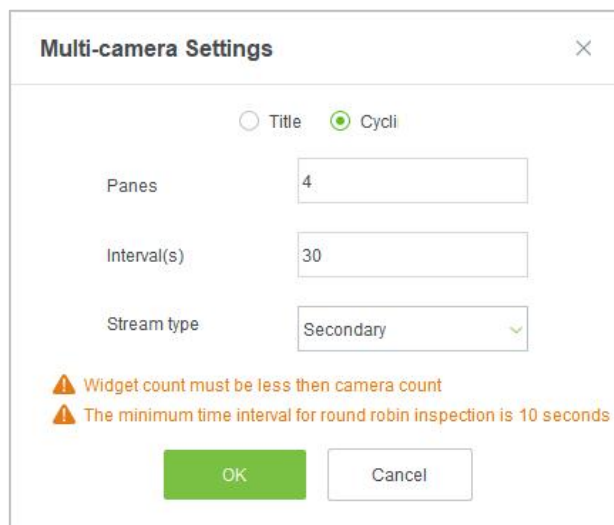 Multi-camera Settings
Title Cycli
Panes 4
Interval(s) 30
Stream type Secondary
Widget count must be less then camera count
The minimum time interval for round robin inspection is 10 seconds
OK Cancel